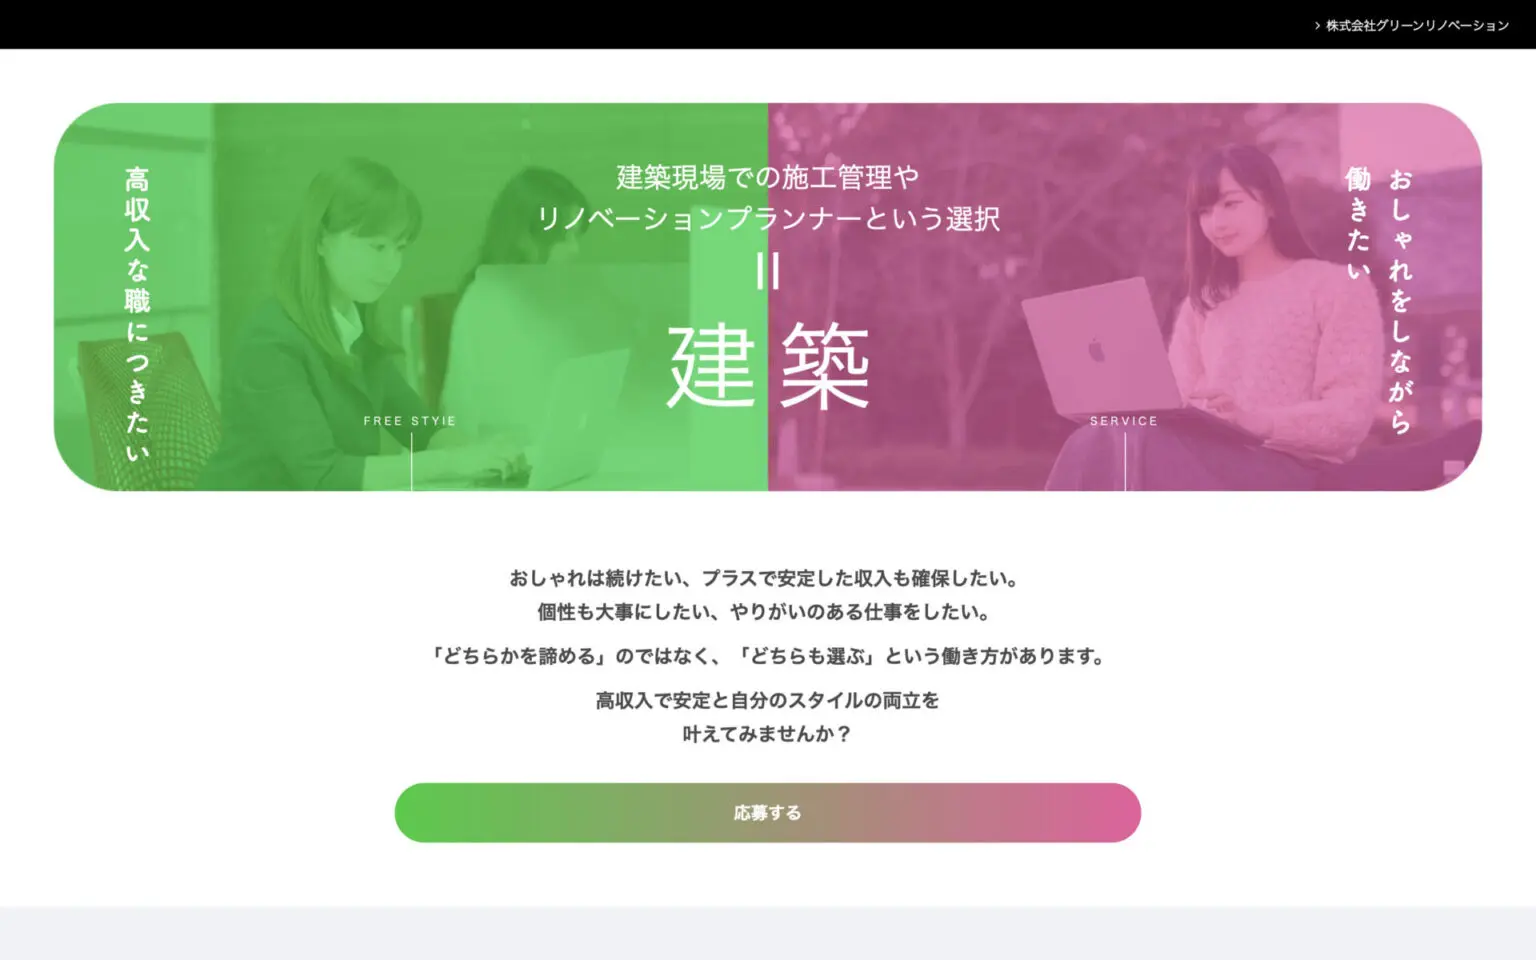 株式会社グリーンリノベーション
高収入な職につきたい
建築現場での施工管理や
リノベーションプランナーという選択
||
建築
おしゃれをしながら
働きたい
FREE STYIE
SERVICE
おしゃれは続けたい、プラスで安定した収入も確保したい。
個性も大事にしたい、やりがいのある仕事をしたい。
「どちらかを諦める」のではなく、「どちらも選ぶ」という働き方があります。
高収入で安定と自分のスタイルの両立を
叶えてみませんか？
応募する